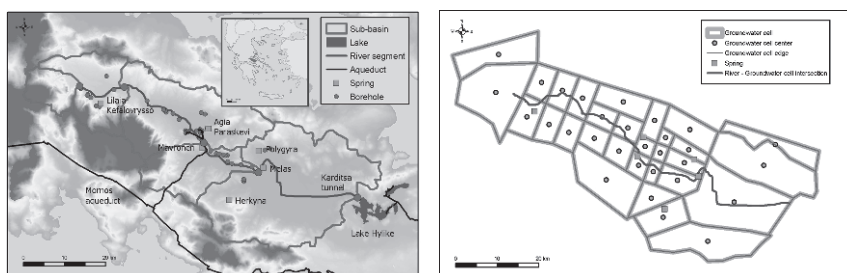 Sub-basin
Lake
River segment
Aqueduct
Spring
Borehole
Lilaia
Kefalovrysso
Agia
Paraskevi
Mavroneri
Polygyra
Melas
Karditsa
tunnel
Mornos
aqueduct
Herkyna
Lake Hylike
0 10 20 km
Groundwater cell
Groundwater cell center
Groundwater cell edge
Spring
River - Groundwater cell intersection
0 10 20 km